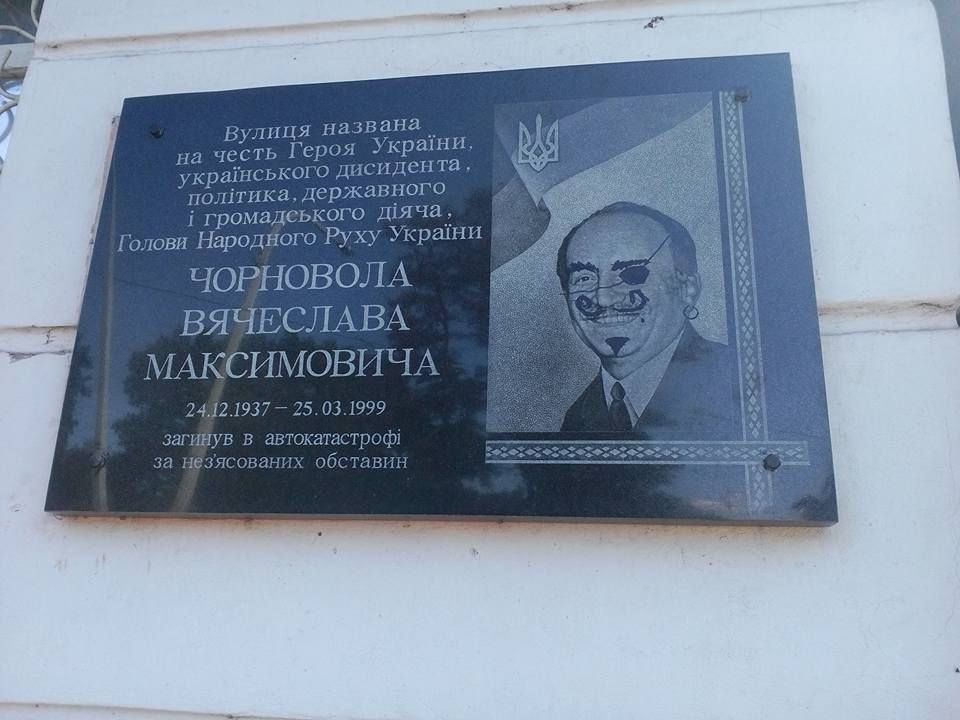 Вулиця названа
на честь Героя України,
українського дисидента,
політика, державного
і громадського діяча,
Голови Народного Руху України
ЧОРНОВОЛА
ВЯЧЕСЛАВА
МАКСИМОВИЧА
24.12.1937 – 25.03.1999
загинув в автокатастрофі
за нез'ясованих обставин